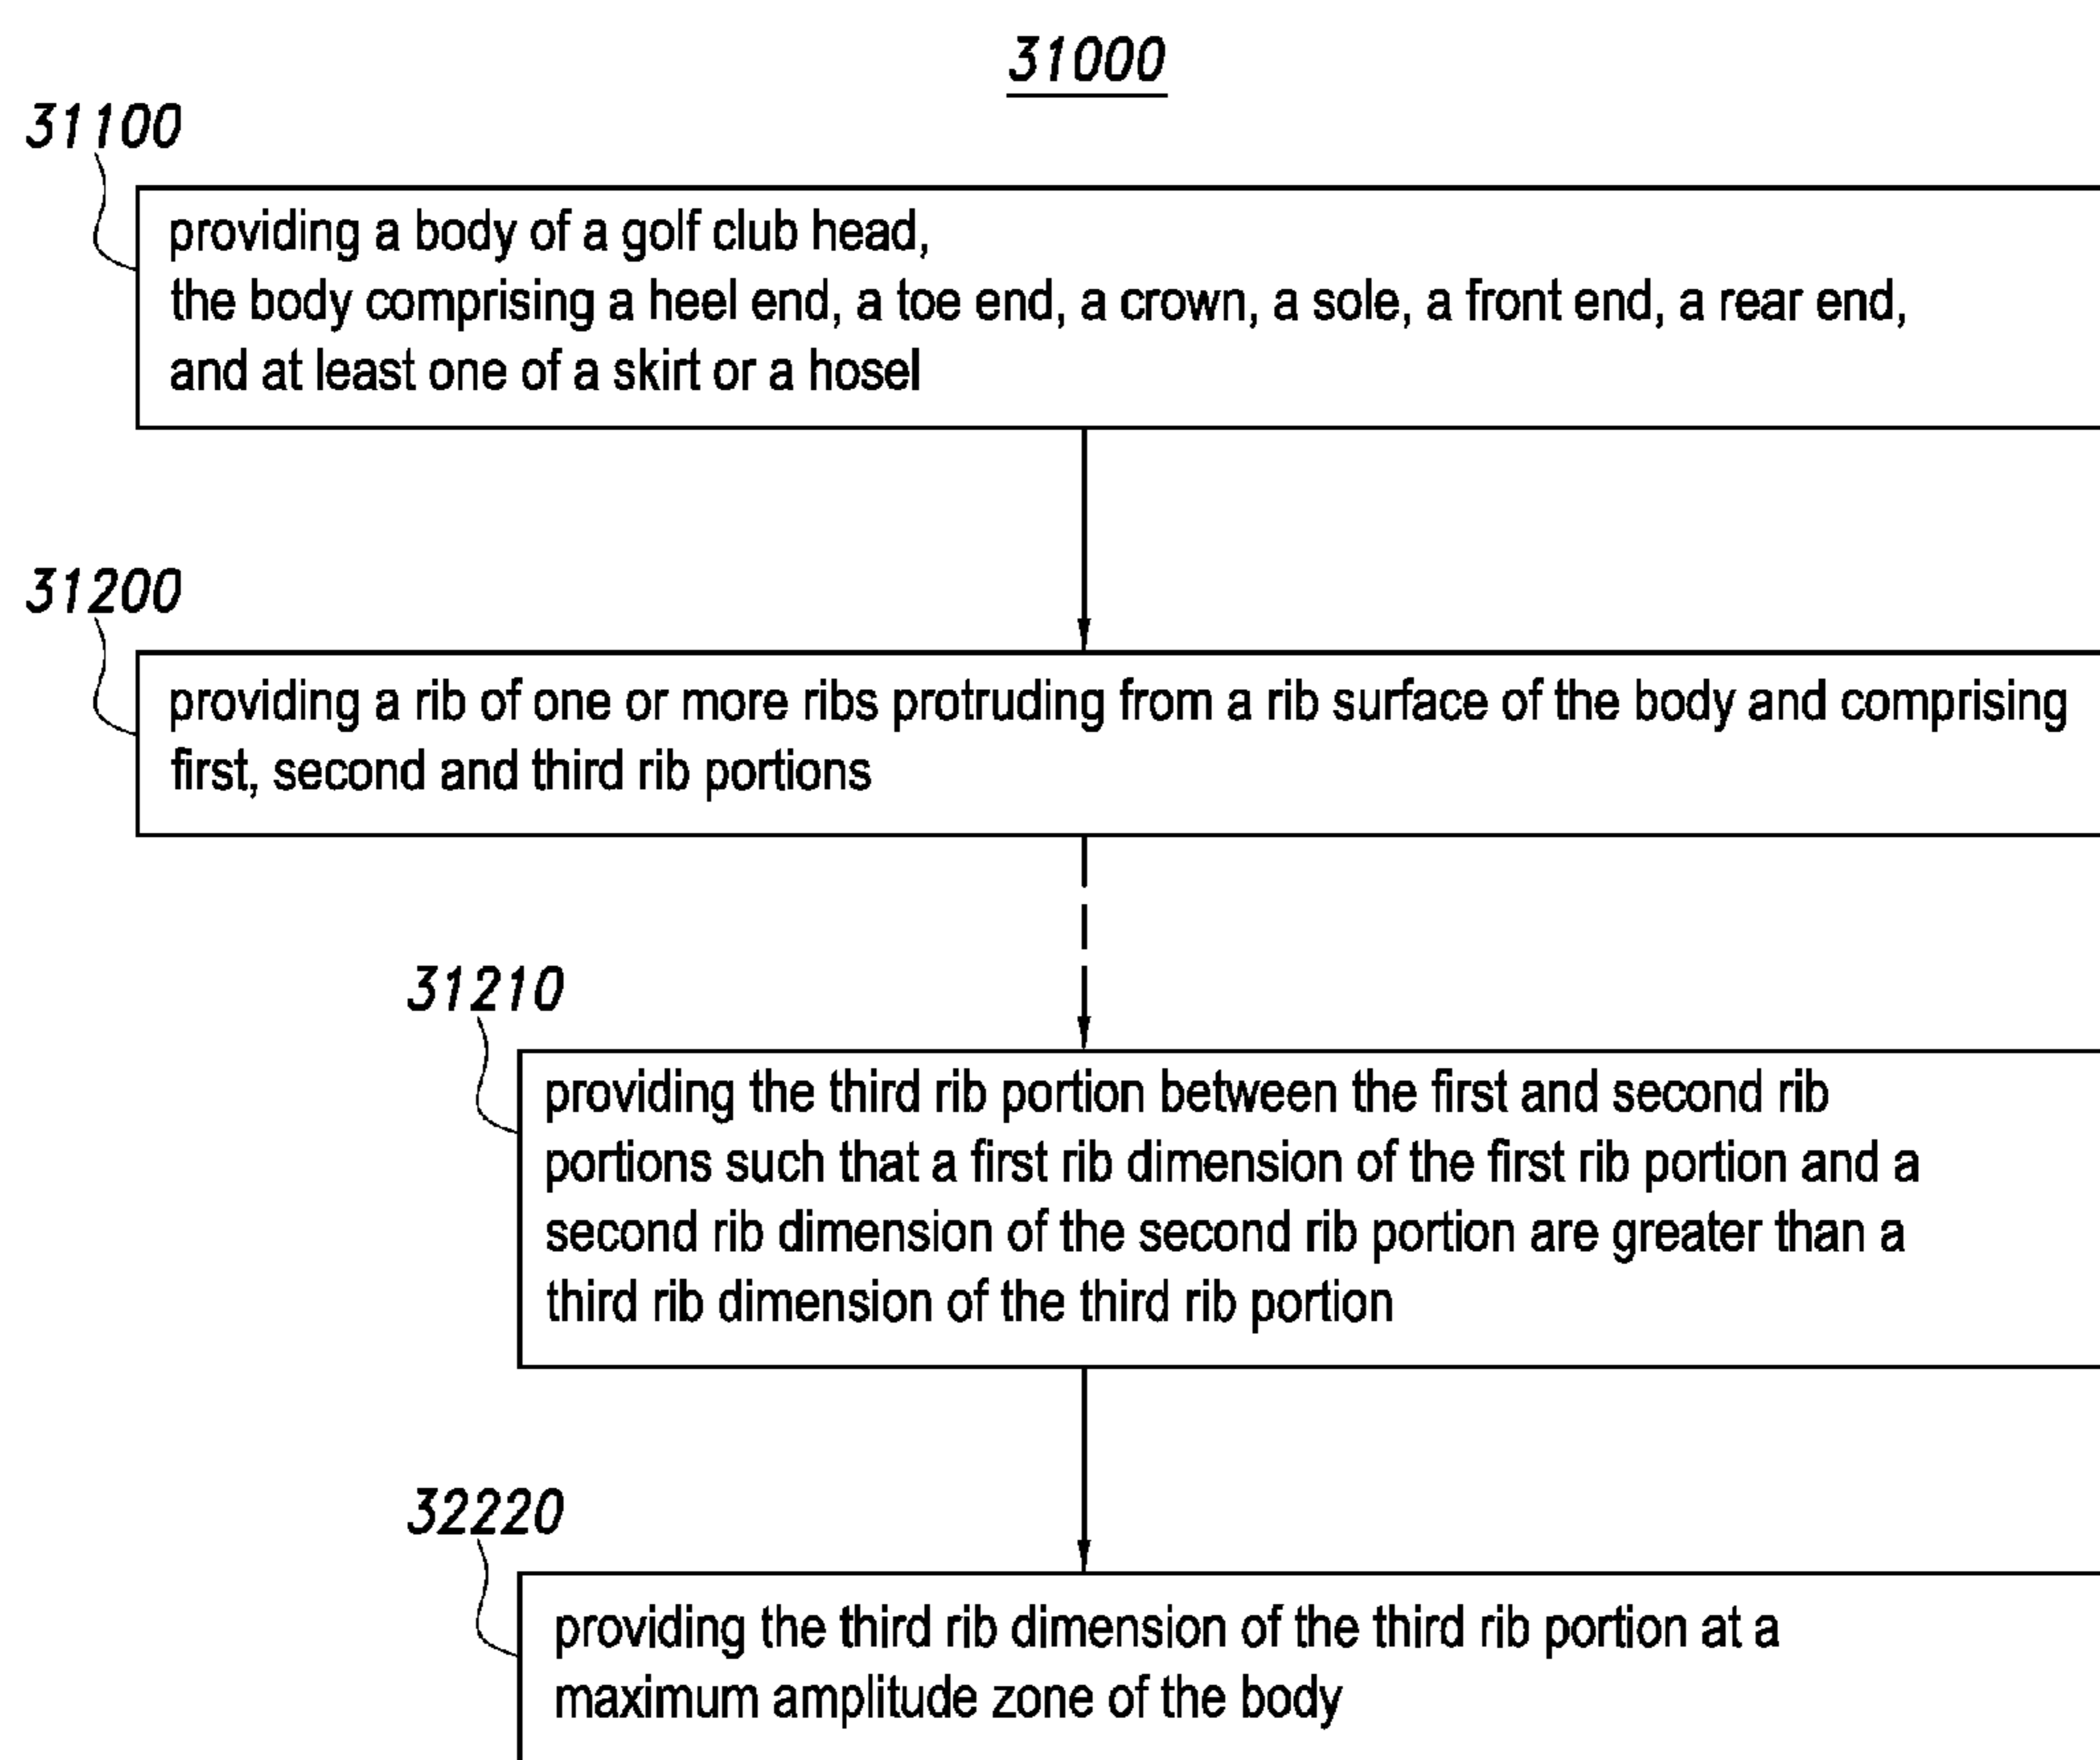 31000
31100
providing a body of a golf club head,
the body comprising a heel end, a toe end, a crown, a sole, a front end, a rear end,
and at least one of a skirt or a hosel
31200
providing a rib of one or more ribs protruding from a rib surface of the body and comprising
first, second and third rib portions
31210
providing the third rib portion between the first and second rib
portions such that a first rib dimension of the first rib portion and a
second rib dimension of the second rib portion are greater than a
third rib dimension of the third rib portion
32220
providing the third rib dimension of the third rib portion at a
maximum amplitude zone of the body